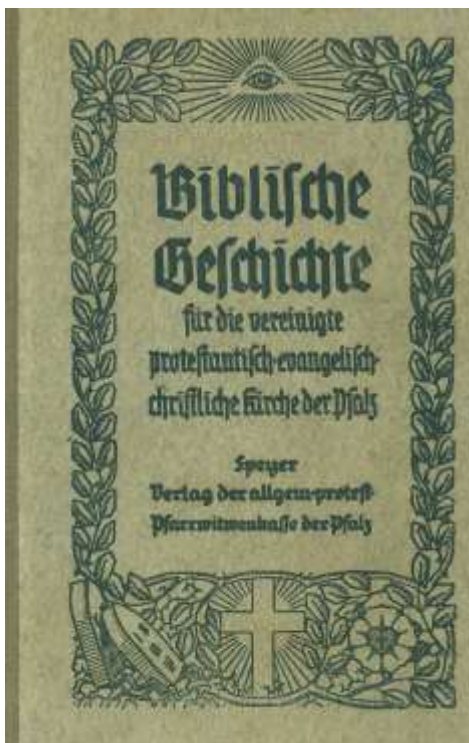 Biblische
Geschichte
für die vereinigte
protestantisch-evangelisch-
christliche Kirche der Pfalz
Speyer
Verlag der allgem-protest-
Pfarrwitwenkasse der Pfalz